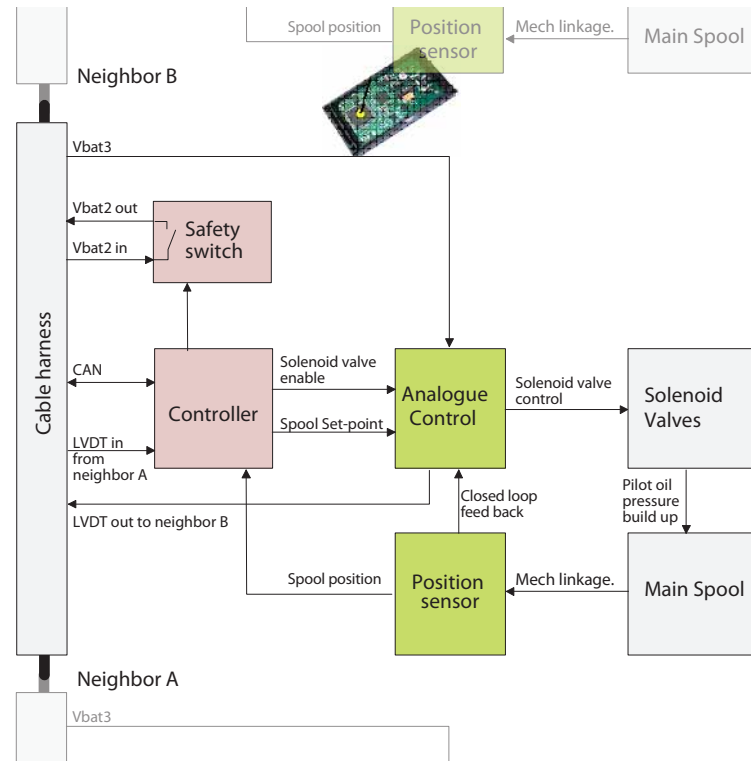 Spool position
Position
sensor
Mech linkage.
Main Spool
Neighbor B
Vbat3
Vbat2 out
Vbat2 in
Safety
switch
Cable harness
CAN
LVDT in
from
neighbor A
LVDT out to neighbor B
Controller
Solenoid valve
enable
Spool Set-point
Analogue
Control
Solenoid valve
control
Solenoid
Valves
Closed loop
feed back
Pilot oil
pressure
build up
Spool position
Position
sensor
Mech linkage.
Main Spool
Neighbor A
Vbat3